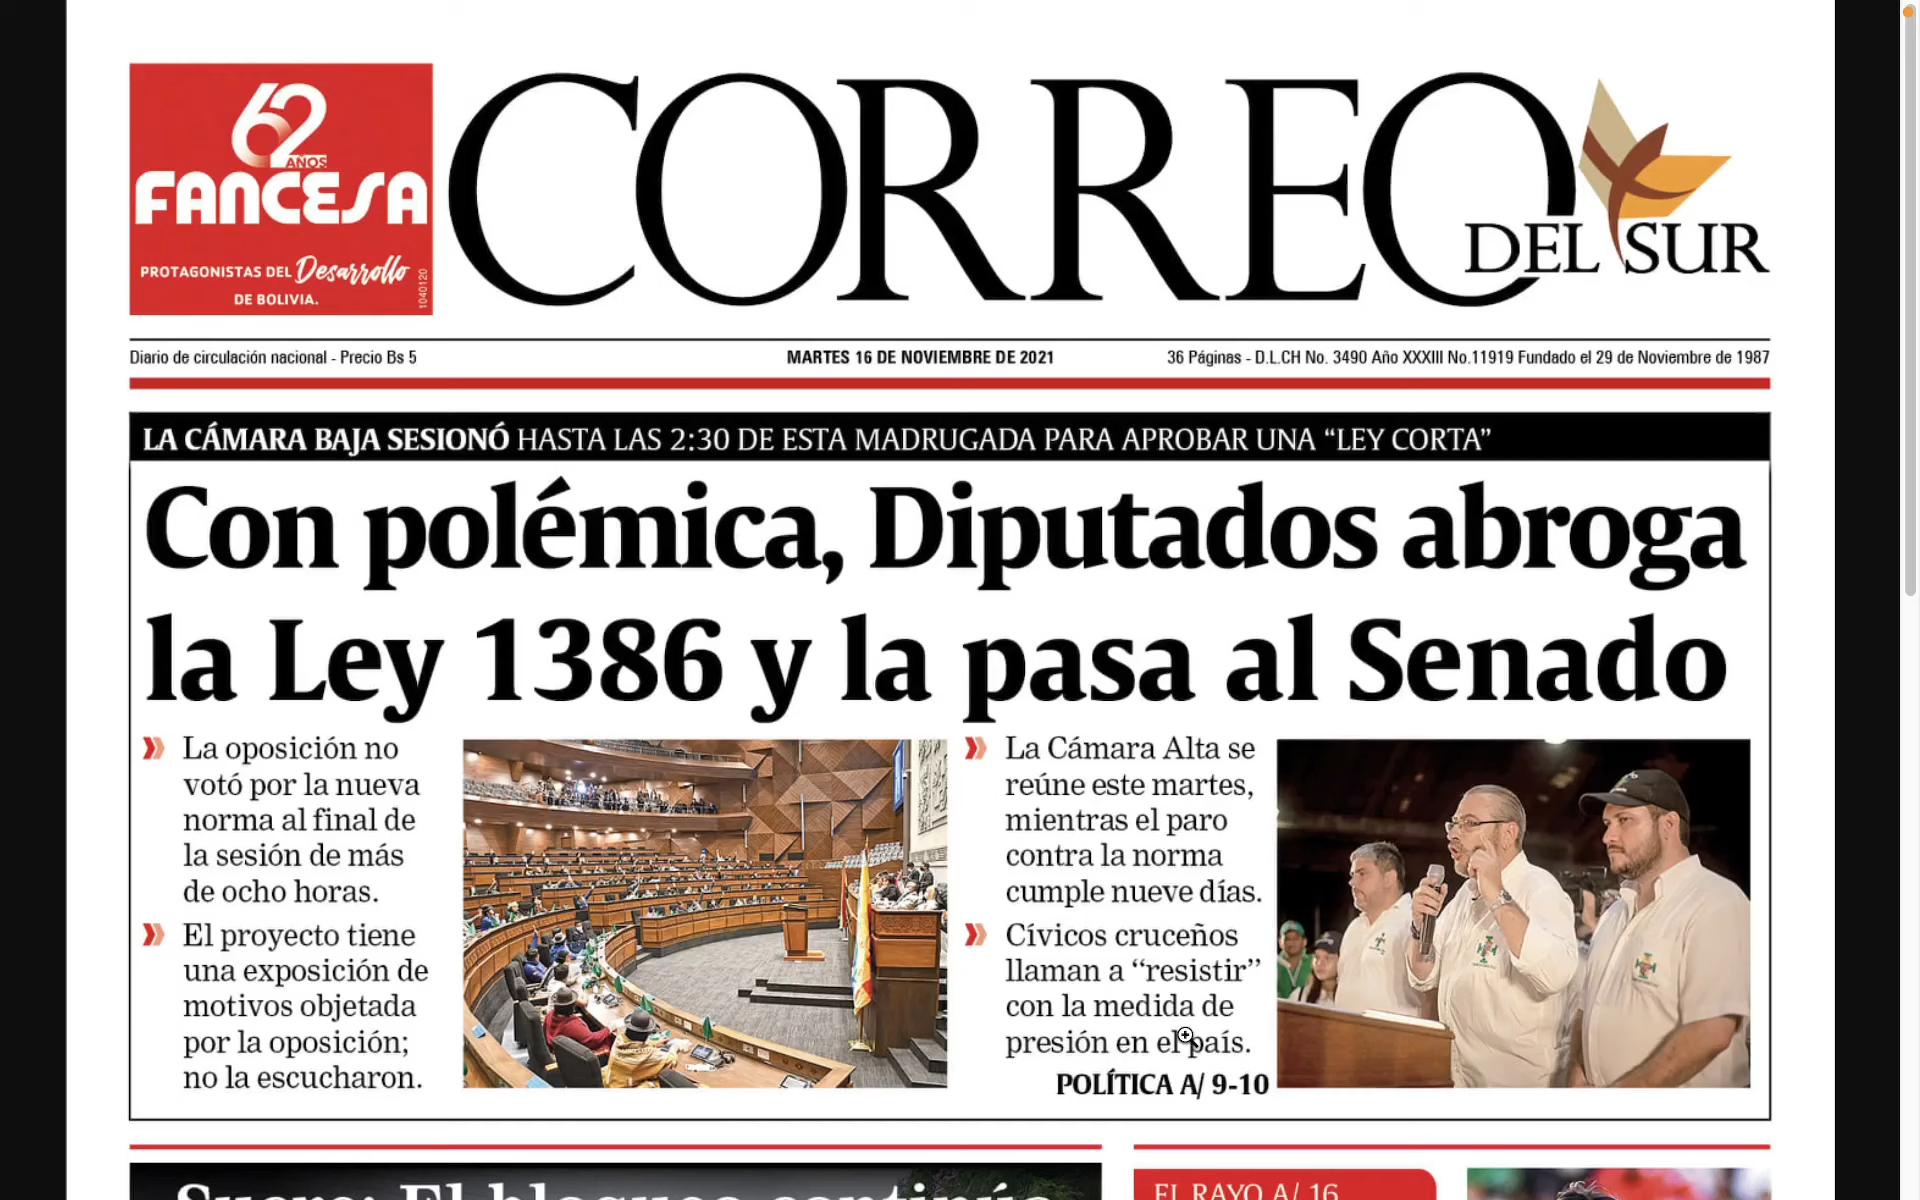 62
AÑOS
FANCESA
PROTAGONISTAS DEL Desarrollo
DE BOLIVIA.
1040120
CORREO
DEL SUR
Diario de circulación nacional - Precio Bs 5
MARTES 16 DE NOVIEMBRE DE 2021
36 Páginas - D.L.CH No. 3490 Año XXXIII No.11919 Fundado el 29 de Noviembre de 1987
LA CÁMARA BAJA SESIONÓ HASTA LAS 2:30 DE ESTA MADRUGADA PARA APROBAR UNA “LEY CORTA”
Con polémica, Diputados abroga
la Ley 1386 y la pasa al Senado
La oposición no
votó por la nueva
norma al final de
la sesión de más
de ocho horas.
El proyecto tiene
una exposición de
motivos objetada
por la oposición;
no la escucharon.
La Cámara Alta se
reúne este martes,
mientras el paro
contra la norma
cumple nueve días.
Cívicos cruceños
llaman a “resistir”
con la medida de
presión en el país.
POLÍTICA A/ 9-10
Sucre: El bloqueo continúa
EL RAYO A/ 16